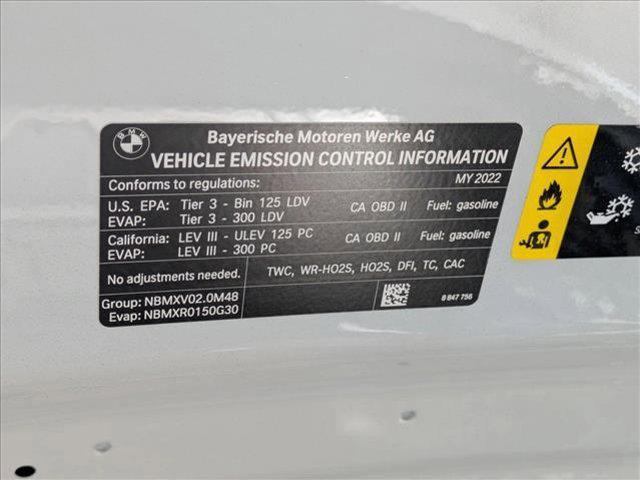 BMW
Bayerische Motoren Werke AG
VEHICLE EMISSION CONTROL INFORMATION
Conforms to regulations: MY 2022
U.S. EPA: Tier 3 - Bin 125 LDV CA OBD II Fuel: gasoline
EVAP: Tier 3 - 300 LDV
California: LEV III - ULEV 125 PC CA OBD II Fuel: gasoline
EVAP: LEV III - 300 PC
No adjustments needed. TWC, WR-HO2S, HO2S, DFI, TC, CAC
Group: NBMXV02.0M48
Evap: NBMXR0150G30
8 847 756